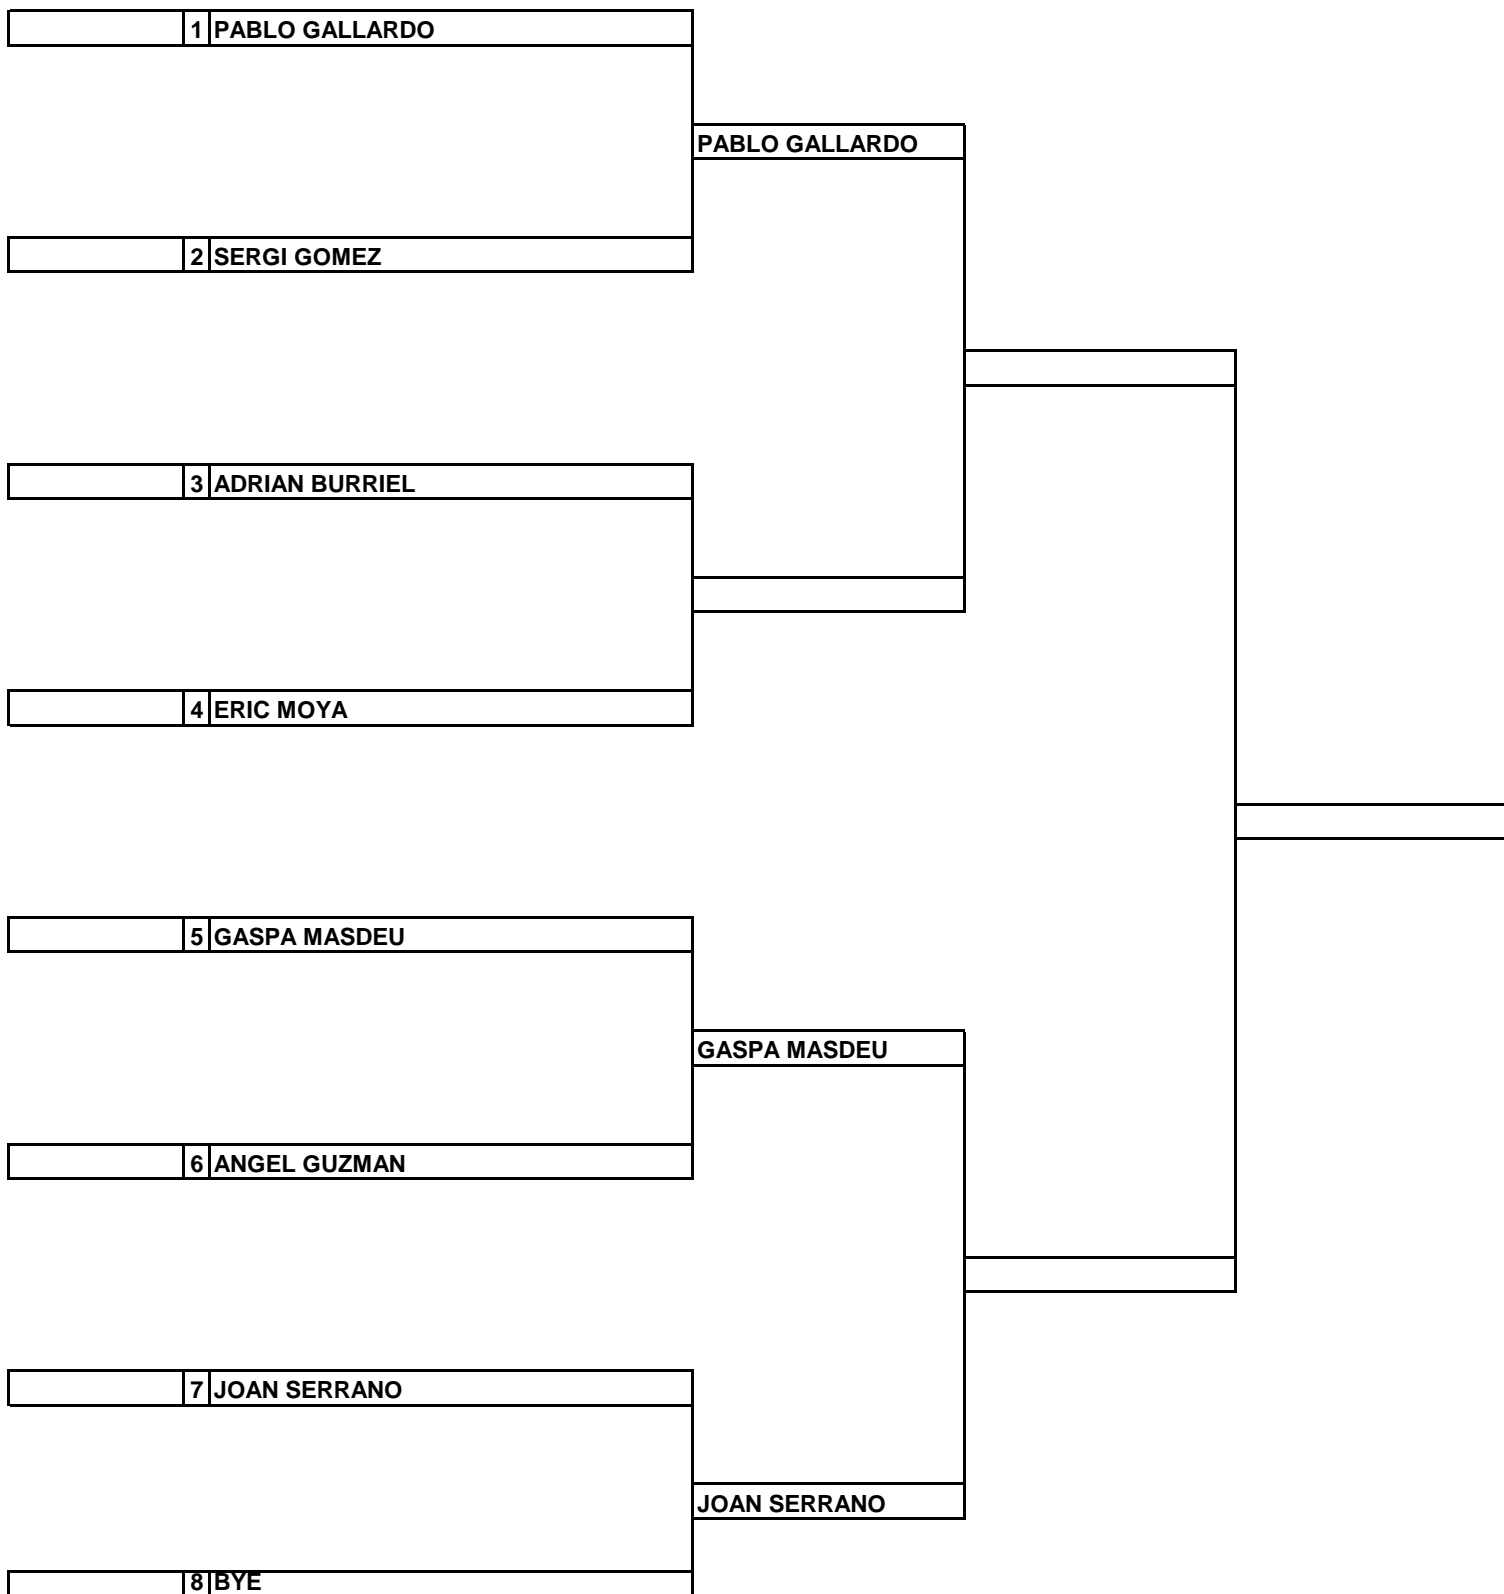 1 PABLO GALLARDO
PABLO GALLARDO
2 SERGI GOMEZ
3 ADRIAN BURRIEL
4 ERIC MOYA
5 GASPA MASDEU
GASPA MASDEU
6 ANGEL GUZMAN
7 JOAN SERRANO
JOAN SERRANO
8 BYE